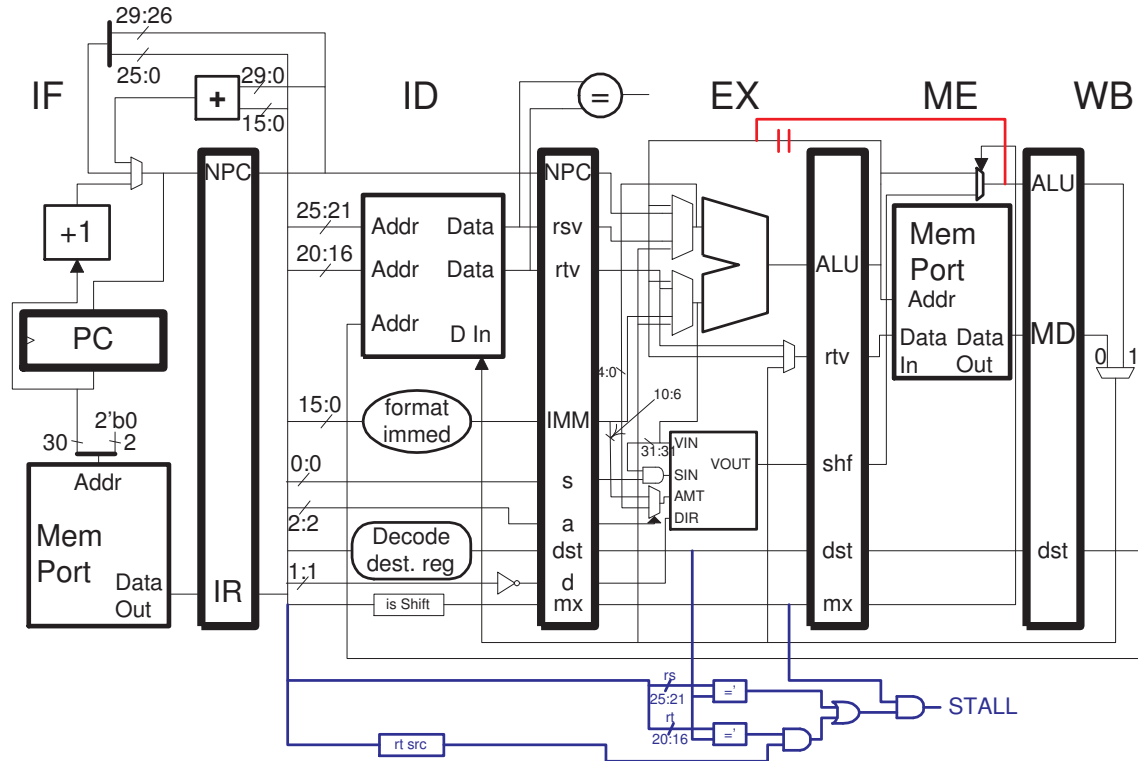 29:26
25:0
IF
ID
EX
ME
WB
+
29:0
15:0
=
NPC
NPC
ALU
+1
25:21
Addr
Data
rsv
20:16
Addr
Data
rtv
Addr
D In
ALU
Mem
Port
Addr
PC
Data
In
Data
Out
rtv
MD
0
1
4:0
10:6
15:0
format
immed
IMM
31:31
VIN
SIN
AMT
DIR
VOUT
shf
30
2'b0
2
Addr
Mem
Port
Data
Out
0:0
s
2:2
a
Decode
dest. reg
dst
dst
dst
1:1
d
IR
is Shift
mx
mx
rs
25:21
='
STALL
rt
20:16
='
rt src